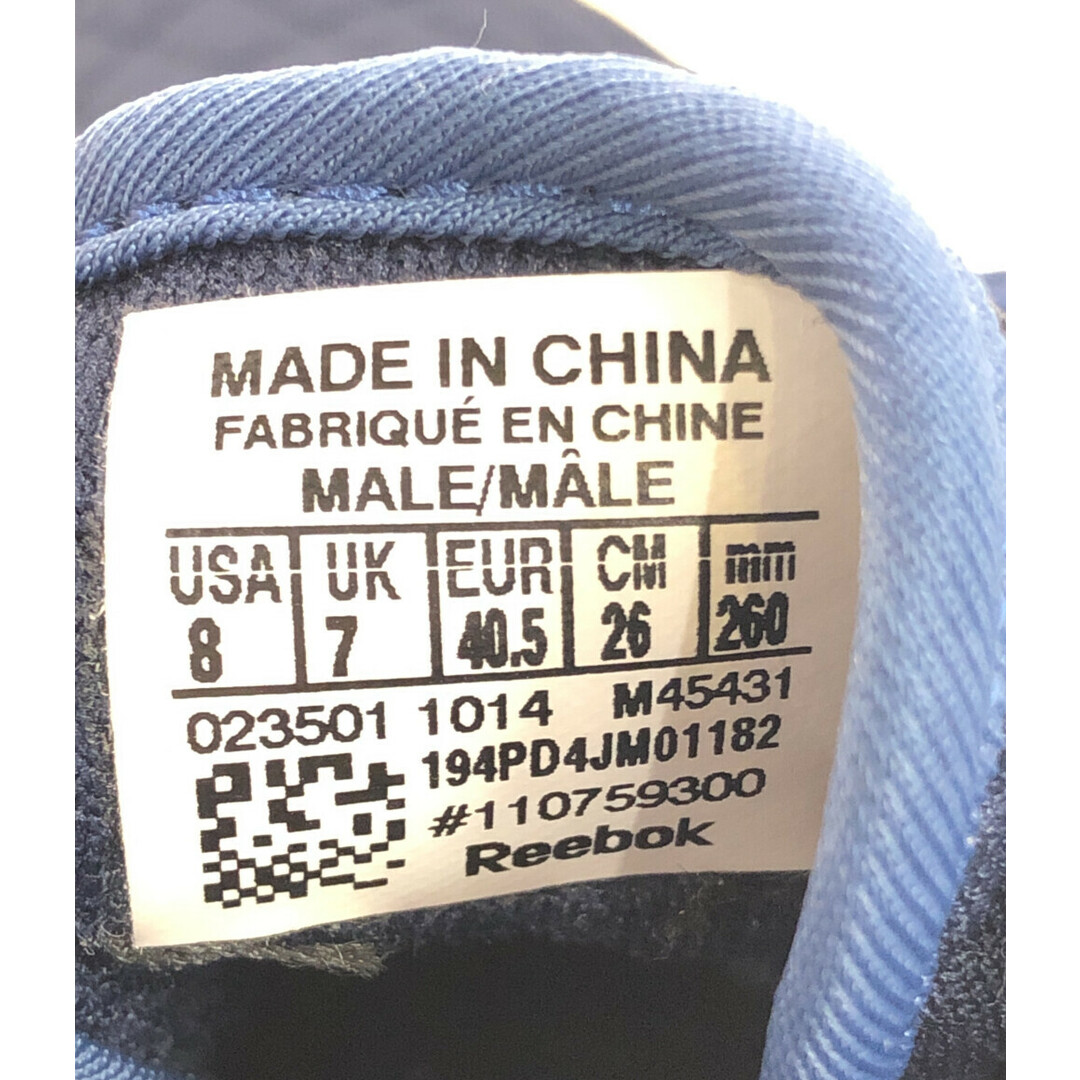 MADE IN CHINA
FABRIQUÉ EN CHINE
MALE/MÂLE
USA UK EUR CM mm
8 7 40.5 26 260
023501 1014 M45431
194PD4JM01182
#110759300
Reebok